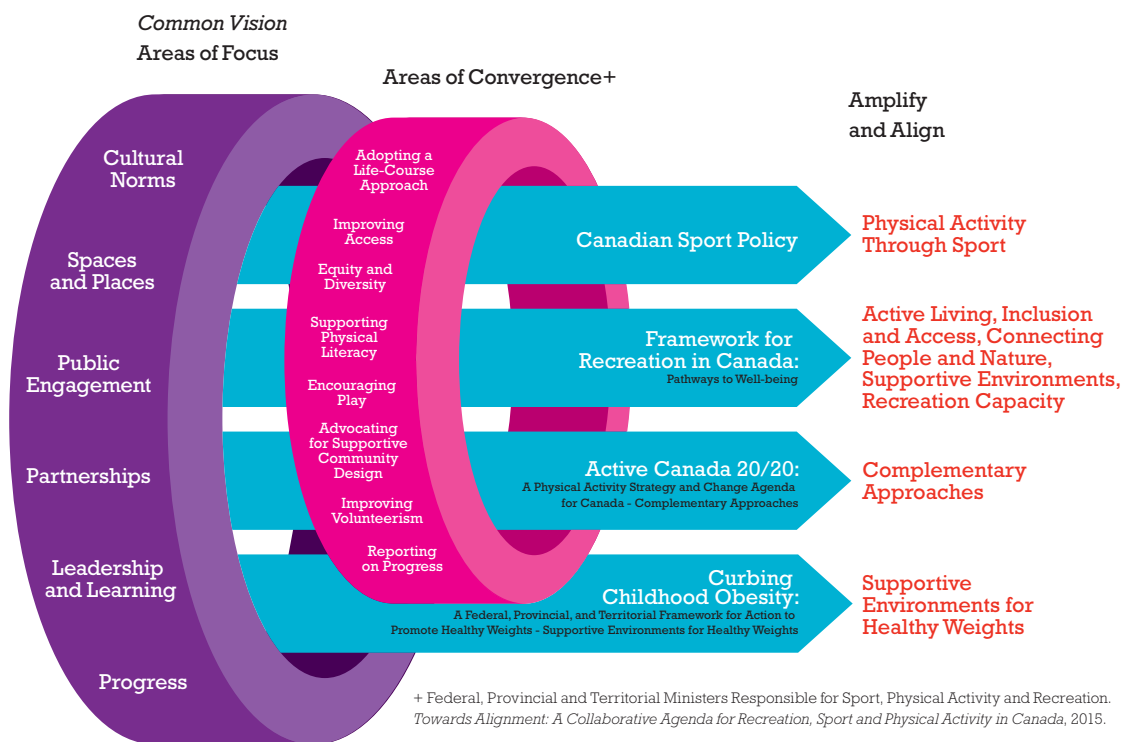 Common Vision
Areas of Focus
Areas of Convergence+
Amplify
and Align
Cultural
Norms
Spaces
and Places
Public
Engagement
Partnerships
Leadership
and Learning
Progress
Adopting a
Life-Course
Approach
Improving
Access
Equity and
Diversity
Supporting
Physical
Literacy
Encouraging
Play
Advocating
for Supportive
Community
Design
Improving
Volunteerism
Reporting
on Progress
Canadian Sport Policy
Physical Activity
Through Sport
Framework for
Recreation in Canada:
Pathways to Well-being
Active Living, Inclusion
and Access, Connecting
People and Nature,
Supportive Environments,
Recreation Capacity
Active Canada 20/20:
A Physical Activity Strategy and Change Agenda
for Canada - Complementary Approaches
Complementary
Approaches
Curbing
Childhood Obesity:
A Federal, Provincial, and Territorial Framework for Action to
Promote Healthy Weights - Supportive Environments for Healthy Weights
Supportive
Environments for
Healthy Weights
+ Federal, Provincial and Territorial Ministers Responsible for Sport, Physical Activity and Recreation.
Towards Alignment: A Collaborative Agenda for Recreation, Sport and Physical Activity in Canada, 2015.